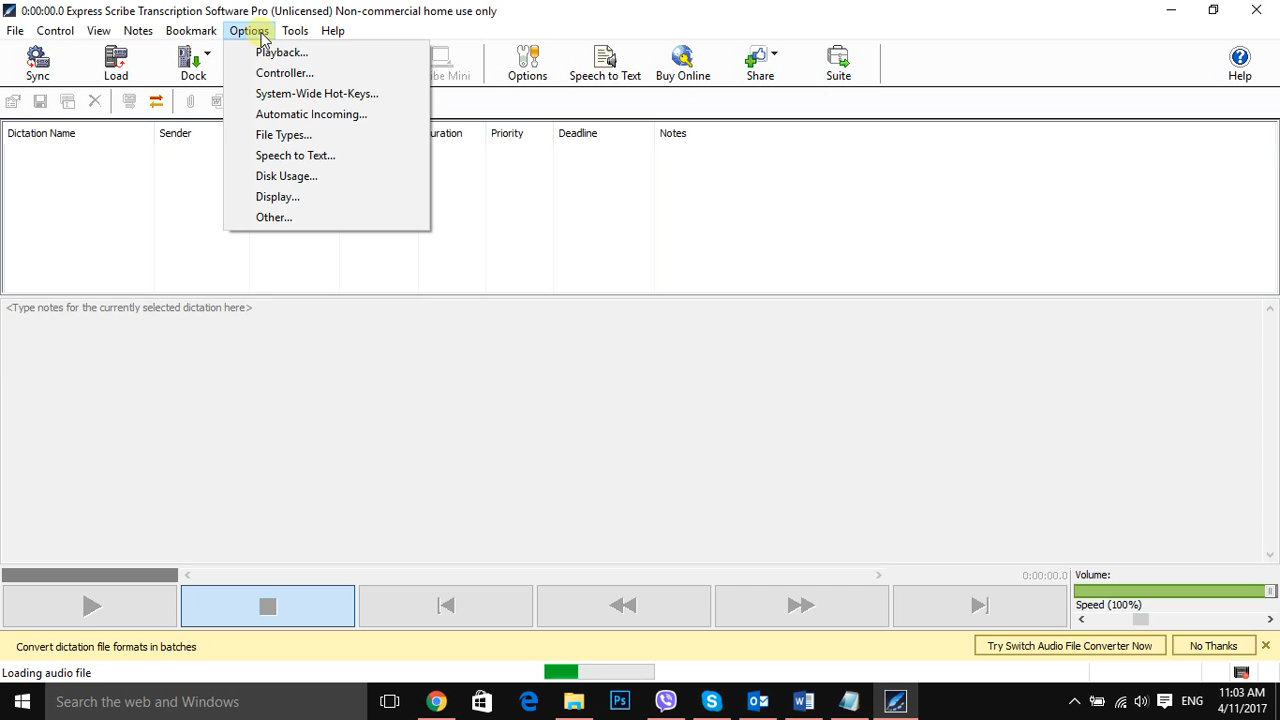 0:00:00.0 Express Scribe Transcription Software Pro (Unlicensed) Non-commercial home use only
File Control View Notes Bookmark Options Tools Help
Sync Load Dock be Mini Options Speech to Text Buy Online Share Suite Help
Playback...
Controller...
System-Wide Hot-Keys...
Automatic Incoming...
File Types...
Speech to Text...
Disk Usage...
Display...
Other...
Dictation Name Sender uration Priority Deadline Notes
<Type notes for the currently selected dictation here>
0:00:00.0 Volume:
Speed (100%)
Convert dictation file formats in batches Try Switch Audio File Converter Now No Thanks
Loading audio file
Search the web and Windows ENG 11:03 AM
4/11/2017